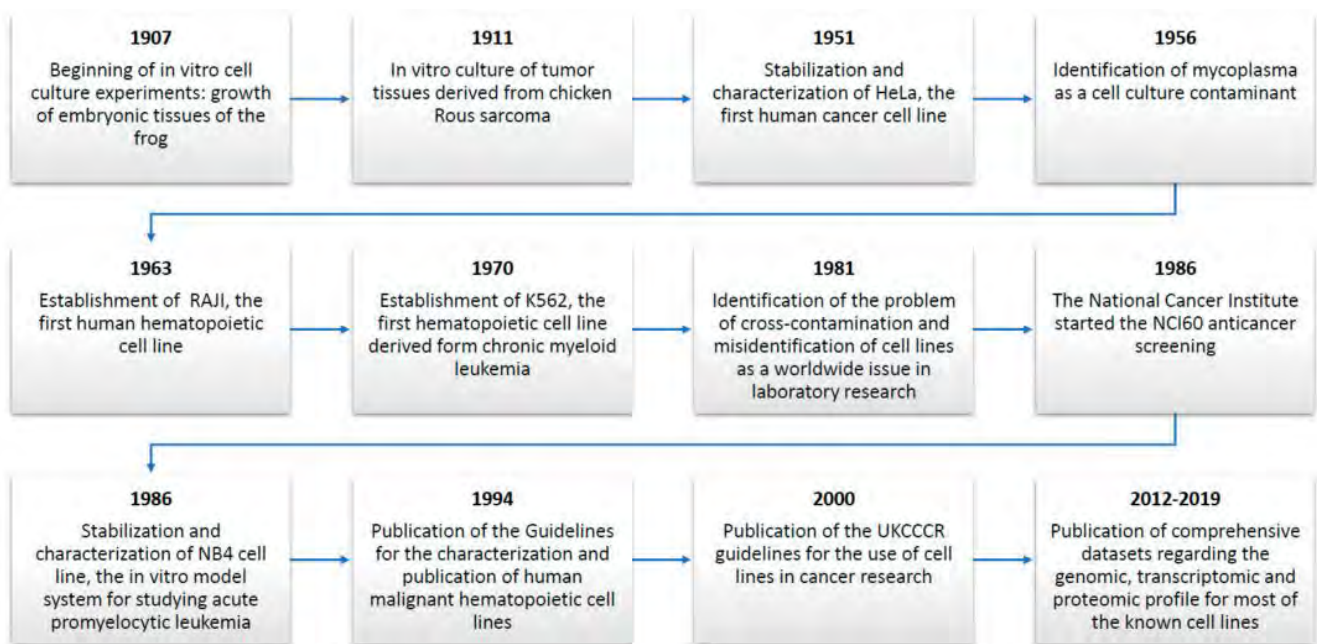 1907
Beginning of in vitro cell
culture experiments: growth
of embryonic tissues of the
frog
1911
In vitro culture of tumor
tissues derived from chicken
Rous sarcoma
1951
Stabilization and
characterization of HeLa, the
first human cancer cell line
1956
Identification of mycoplasma
as a cell culture contaminant
1963
Establishment of RAJI, the
first human hematopoietic
cell line
1970
Establishment of K562, the
first hematopoietic cell line
derived form chronic myeloid
leukemia
1981
Identification of the problem
of cross-contamination and
misidentification of cell lines
as a worldwide issue in
laboratory research
1986
The National Cancer Institute
started the NCI60 anticancer
screening
1986
Stabilization and
characterization of NB4 cell
line, the in vitro model
system for studying acute
promyelocytic leukemia
1994
Publication of the Guidelines
for the characterization and
publication of human
malignant hematopoietic cell
lines
2000
Publication of the UKCCCR
guidelines for the use of cell
lines in cancer research
2012-2019
Publication of comprehensive
datasets regarding the
genomic, transcriptomic and
proteomic profile for most of
the known cell lines